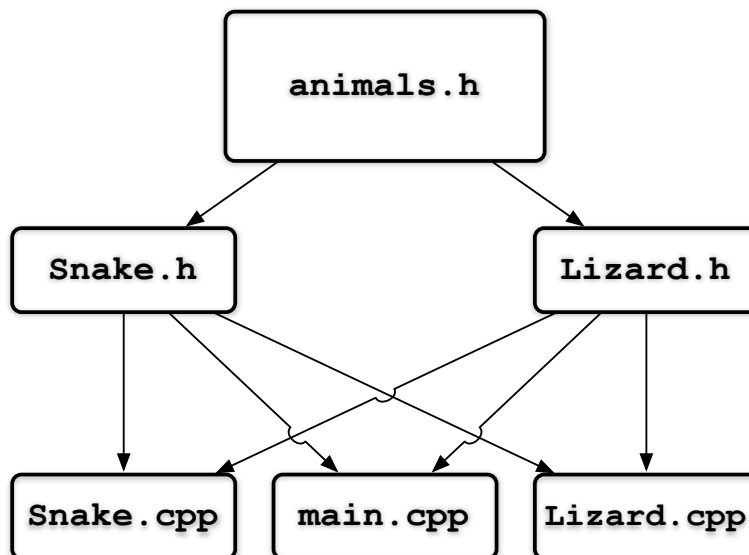 animals.h
Snake.h
Lizard.h
Snake.cpp
main.cpp
Lizard.cpp